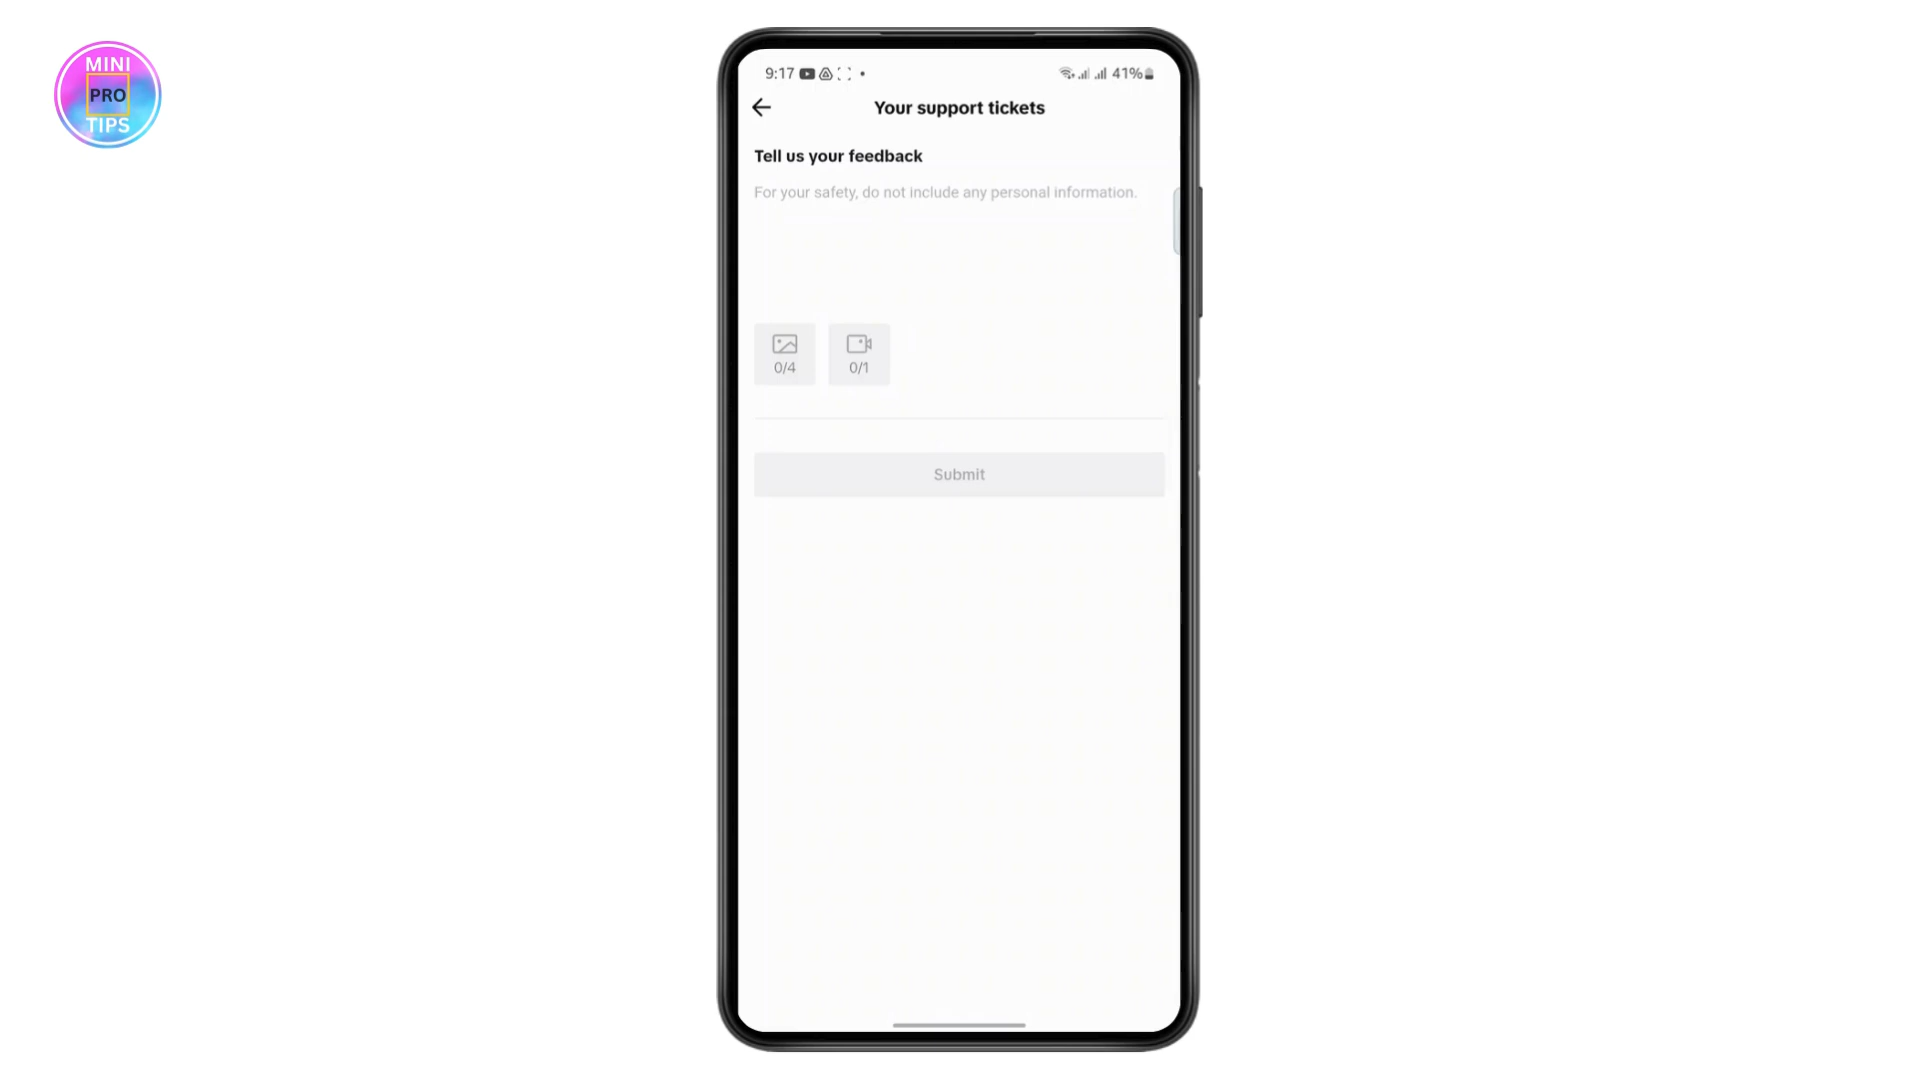 MINI
PRO
TIPS
9:17
41%
Your support tickets
Tell us your feedback
For your safety, do not include any personal information.
0/4
0/1
Submit